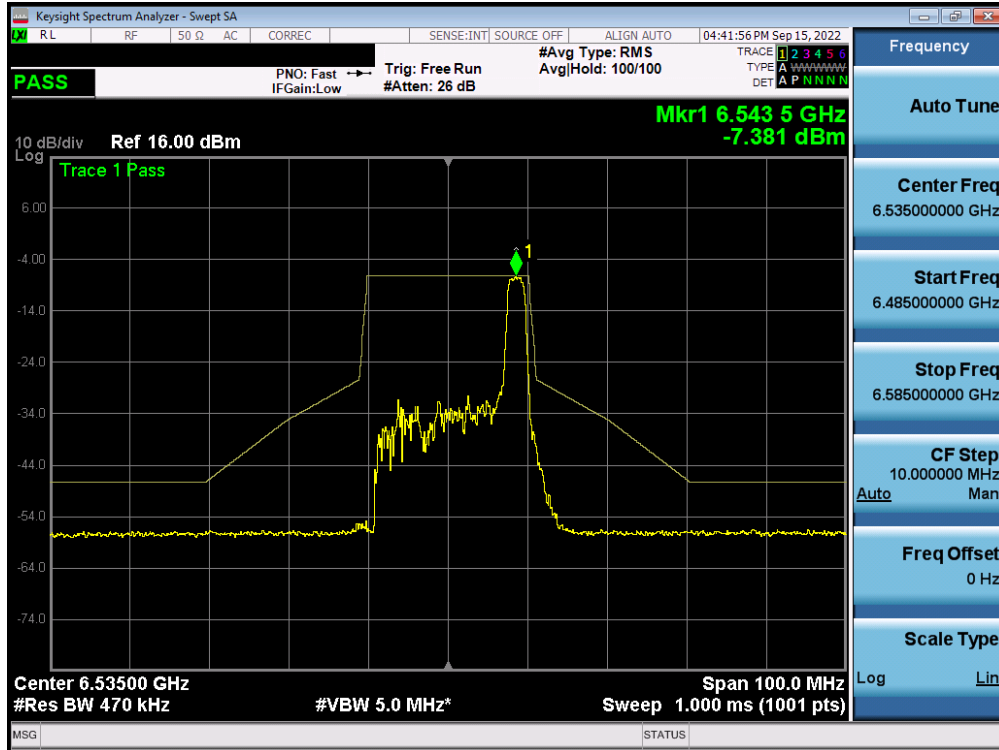 Keysight Spectrum Analyzer - Swept SA
LXI RL RF 50 Ω AC CORREC SENSE:INT SOURCE OFF ALIGN AUTO 04:41:56 PM Sep 15, 2022
PASS
PNO: Fast
IFGain:Low
Trig: Free Run
#Atten: 26 dB
#Avg Type: RMS
Avg|Hold: 100/100
TRACE 1 2 3 4 5 6
TYPE A WWWWW
DET A P N N N N
Mkr1 6.543 5 GHz
-7.381 dBm
10 dB/div Ref 16.00 dBm
Log
Trace 1 Pass
1
6.00
-4.00
-14.0
-24.0
-34.0
-44.0
-54.0
-64.0
-74.0
Center 6.53500 GHz Span 100.0 MHz
#Res BW 470 kHz #VBW 5.0 MHz* Sweep 1.000 ms (1001 pts)
MSG STATUS
Frequency
Auto Tune
Center Freq
6.535000000 GHz
Start Freq
6.485000000 GHz
Stop Freq
6.585000000 GHz
CF Step
10.000000 MHz
Auto Man
Freq Offset
0 Hz
Scale Type
Log Lin